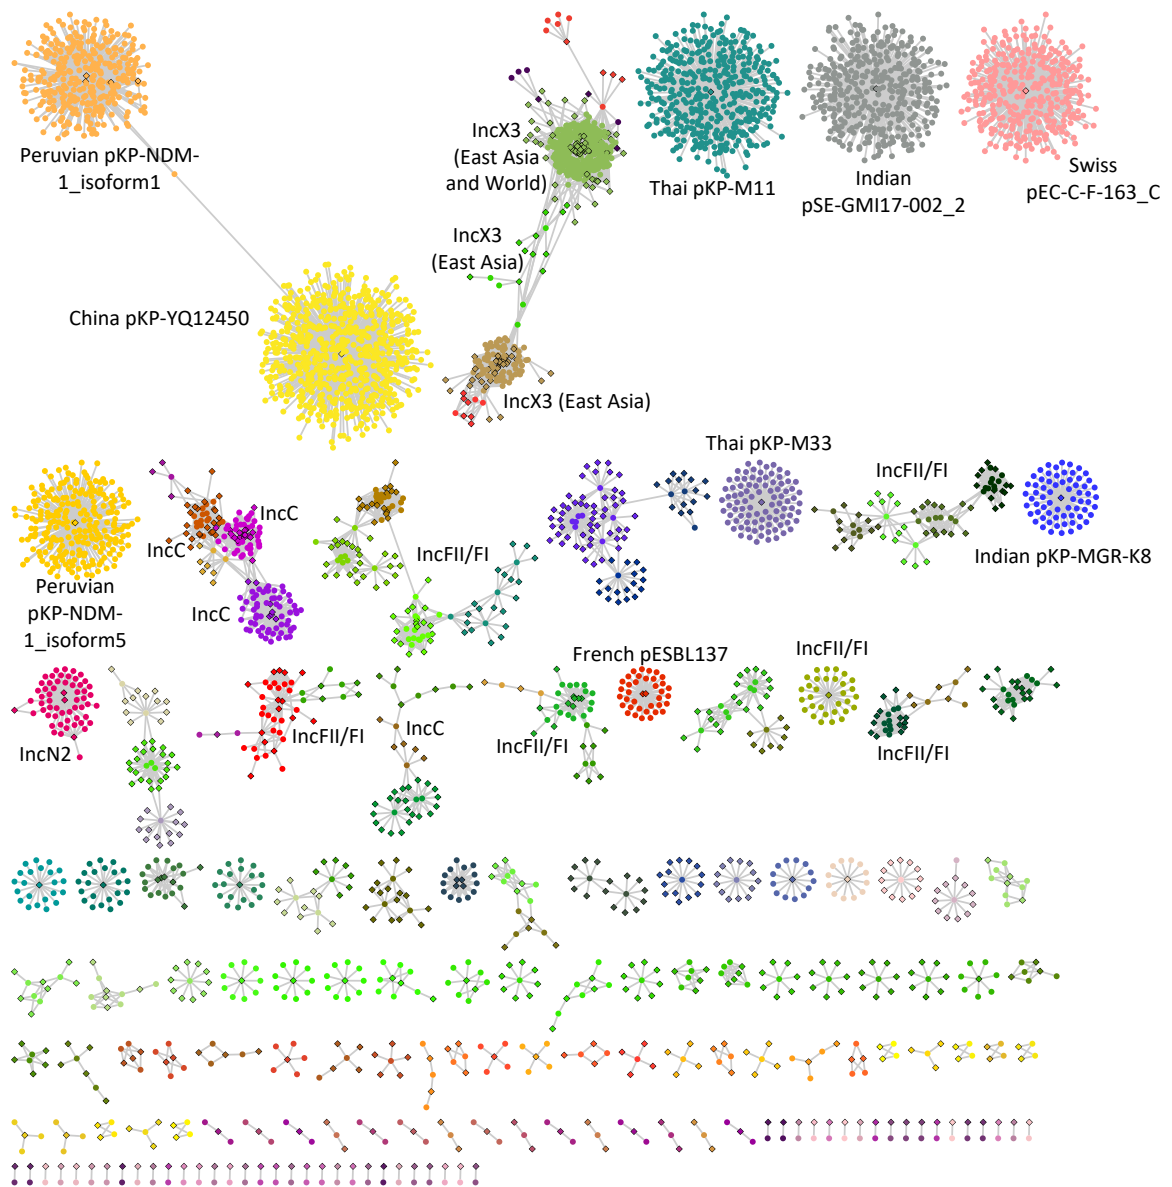 Peruvian pKP-NDM-
1_isoform1
IncX3
(East Asia
and World)
Thai pKP-M11
Indian
pSE-GMI17-002_2
Swiss
pEC-C-F-163_C
IncX3
(East Asia)
China pKP-YQ12450
IncX3 (East Asia)
Peruvian
pKP-NDM-
1_isoform5
IncC
IncC
IncC
IncFII/FI
Thai pKP-M33
IncFII/FI
Indian pKP-MGR-K8
IncN2
IncFII/FI
IncC
IncFII/FI
French pESBL137
IncFII/FI
IncFII/FI